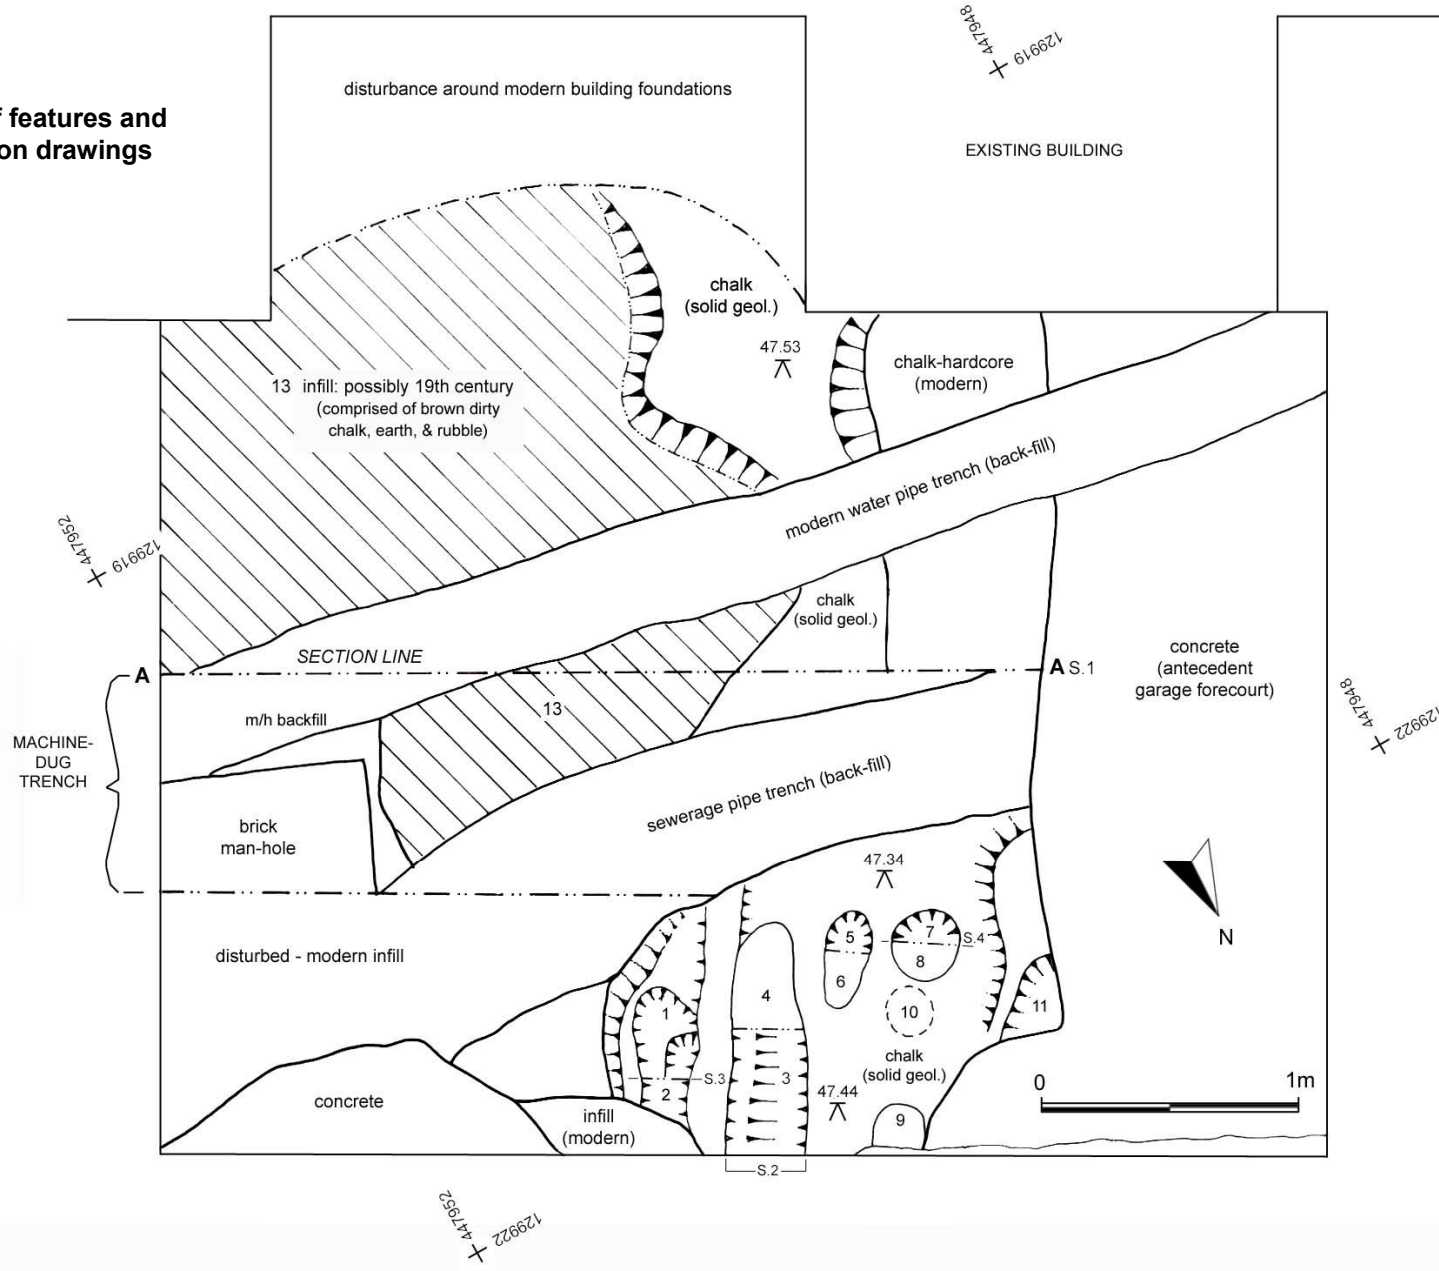 f features and
on drawings
447948
129919
disturbance around modern building foundations
EXISTING BUILDING
chalk
(solid geol.)
47.53
chalk-hardcore
(modern)
13 infill: possibly 19th century
(comprised of brown dirty
chalk, earth, & rubble)
modern water pipe trench (back-fill)
447952
129919
chalk
(solid geol.)
SECTION LINE
A
A S.1
concrete
(antecedent
garage forecourt)
447948
129922
m/h backfill
13
MACHINE-
DUG
TRENCH
sewerage pipe trench (back-fill)
brick
man-hole
47.34
N
disturbed - modern infill
5
7
S.4
8
6
4
1
10
11
chalk
(solid geol.)
S.3
3
2
47.44
0
1m
concrete
infill
(modern)
9
S.2
447952
129922